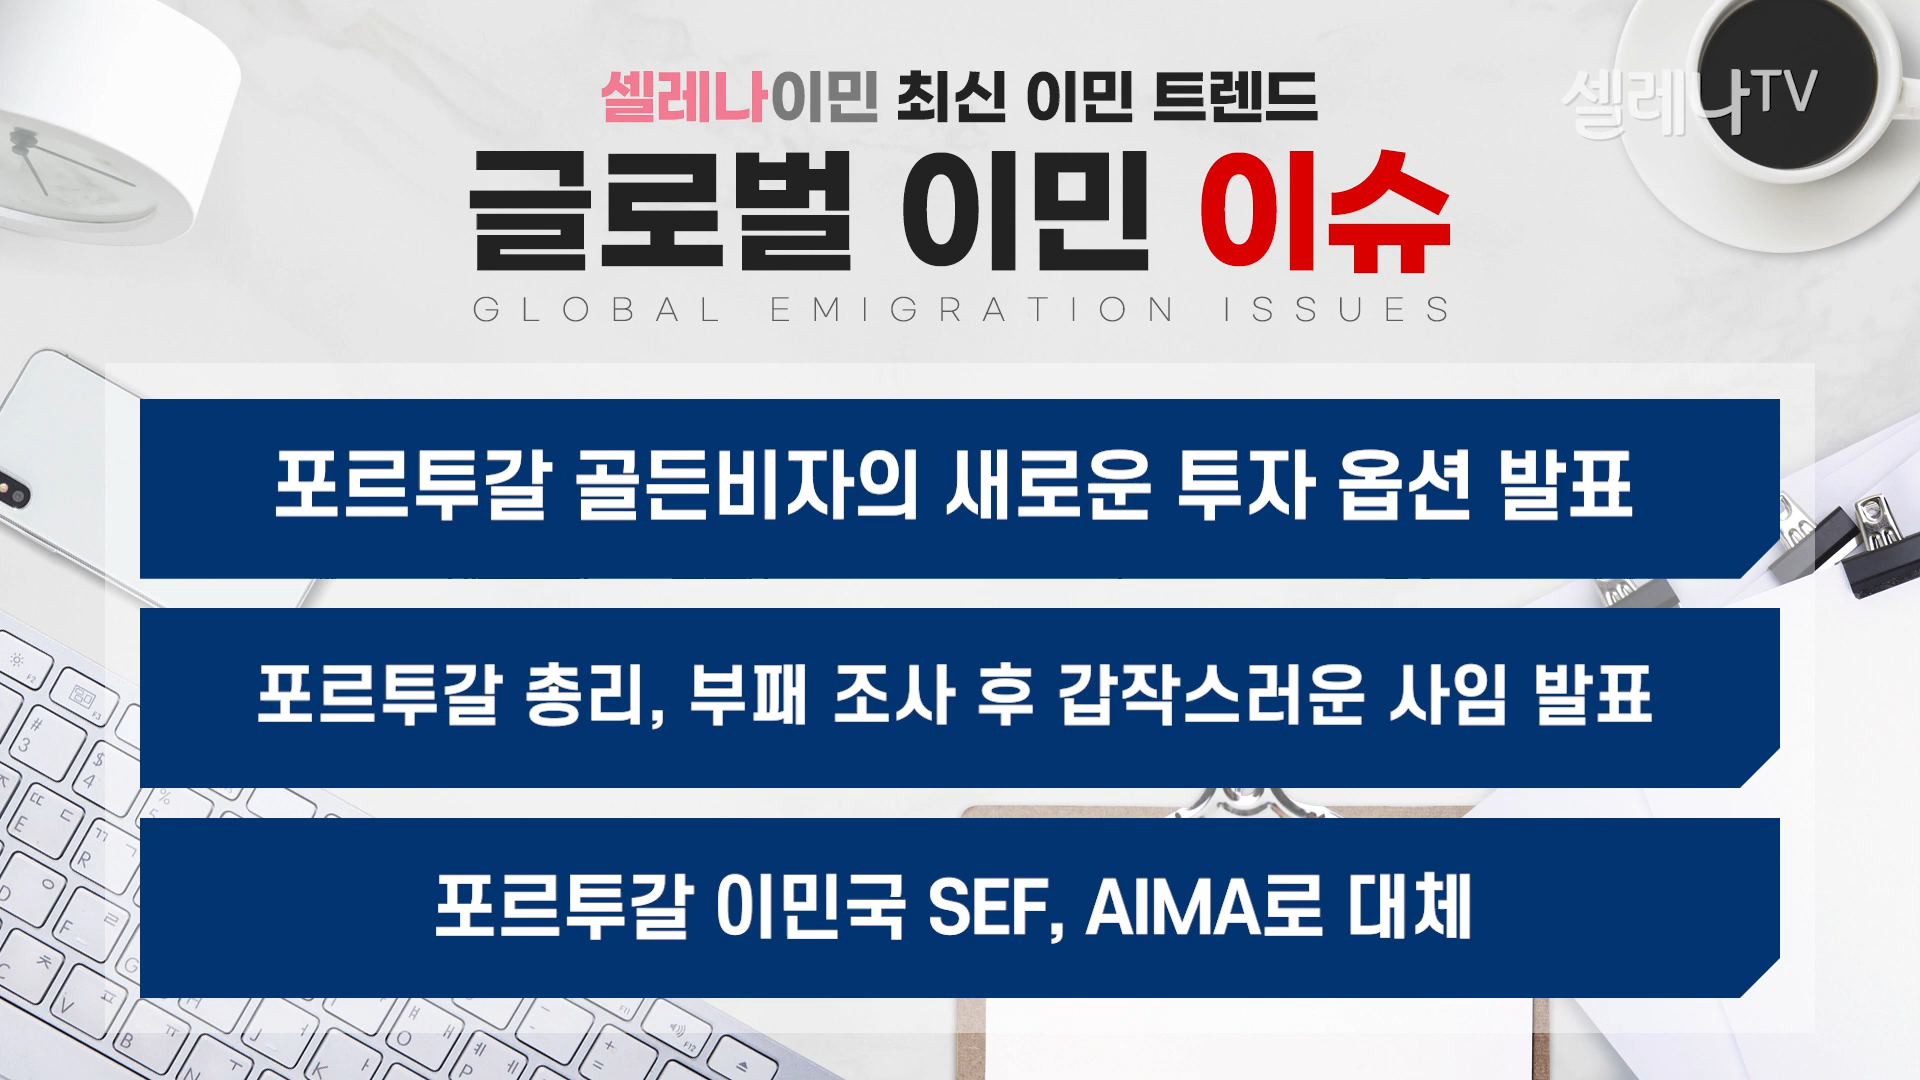 셀레나이민 최신 이민 트렌드
셀레나TV
글로벌 이민 이슈
GLOBAL EMIGRATION ISSUES
포르투갈 골든비자의 새로운 투자 옵션 발표
포르투갈 총리, 부패 조사 후 갑작스러운 사임 발표
포르투갈 이민국 SEF, AIMA로 대체